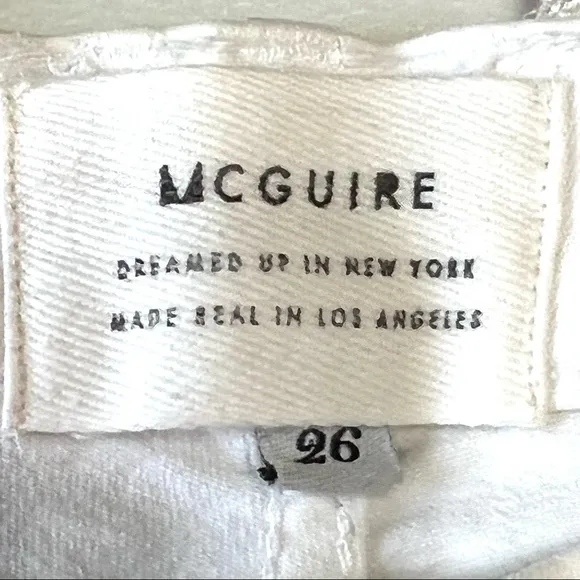 MCGUIRE
DREAMED UP IN NEW YORK
MADE REAL IN LOS ANGELES
26